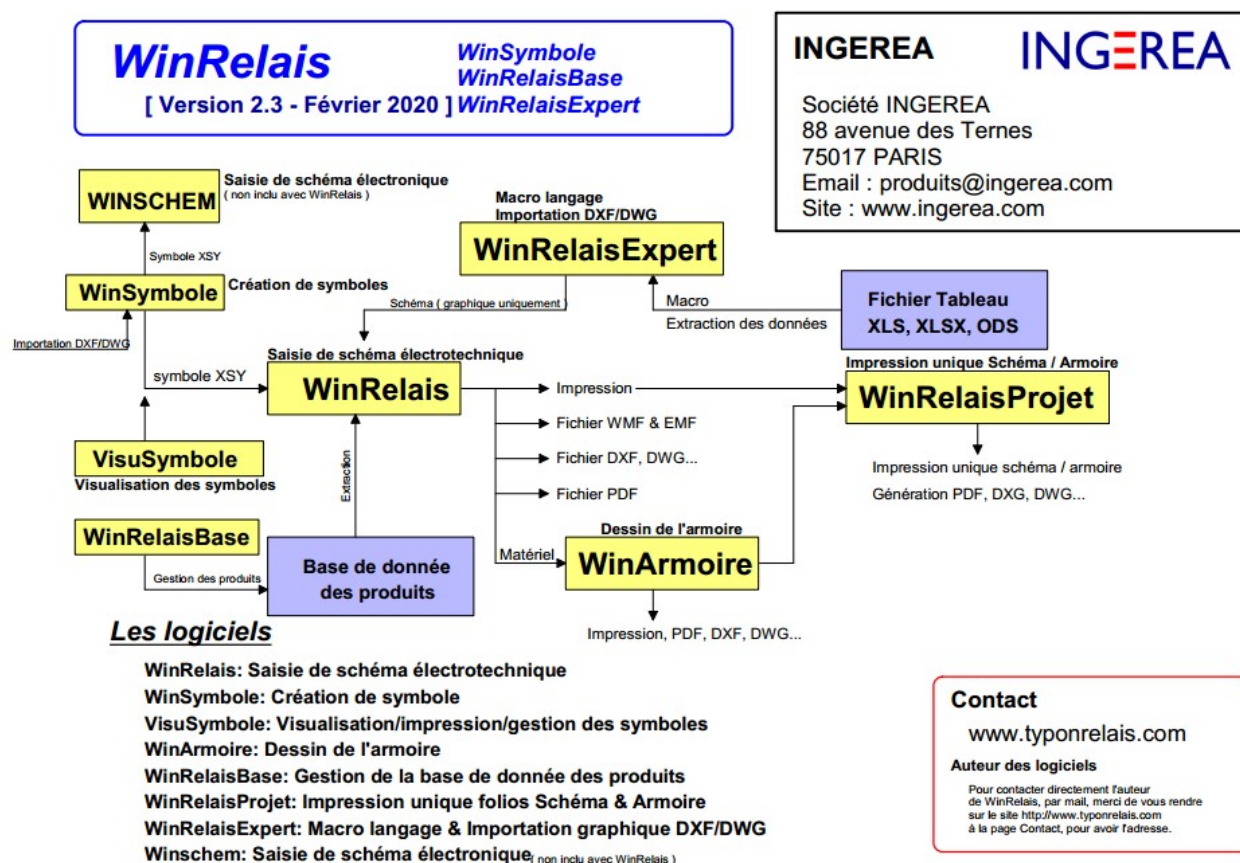 WinRelais
[ Version 2.3 - Février 2020 ]
WinSymbole
WinRelaisBase
WinRelaisExpert
INGEREA
INGEREA
Société INGEREA
88 avenue des Ternes
75017 PARIS
Email : produits@ingerea.com
Site : www.ingerea.com
WINSCHEM
Saisie de schéma électronique
( non inclu avec WinRelais )
Symbole XSY
WinSymbole
Création de symboles
Importation DXF/DWG
symbole XSY
VisuSymbole
Visualisation des symboles
WinRelaisBase
Gestion des produits
Macro langage
Importation DXF/DWG
WinRelaisExpert
Schéma ( graphique uniquement )
Macro
Extraction des données
Fichier Tableau
XLS, XLSX, ODS
Saisie de schéma électrotechnique
WinRelais
Extraction
Base de donnée
des produits
Impression
Fichier WMF & EMF
Fichier DXF, DWG...
Fichier PDF
Matériel
Dessin de l'armoire
WinArmoire
Impression, PDF, DXF, DWG...
Impression unique Schéma / Armoire
WinRelaisProjet
Impression unique schéma / armoire
Génération PDF, DXG, DWG...
Les logiciels
WinRelais: Saisie de schéma électrotechnique
WinSymbole: Création de symbole
VisuSymbole: Visualisation/impression/gestion des symboles
WinArmoire: Dessin de l'armoire
WinRelaisBase: Gestion de la base de donnée des produits
WinRelaisProjet: Impression unique folios Schéma & Armoire
WinRelaisExpert: Macro langage & Importation graphique DXF/DWG
Winschem: Saisie de schéma électronique ( non inclu avec WinRelais )
Contact
www.typonrelais.com
Auteur des logiciels
Pour contacter directement l'auteur
de WinRelais, par mail, merci de vous rendre
sur le site http://www.typonrelais.com
à la page Contact, pour avoir l'adresse.